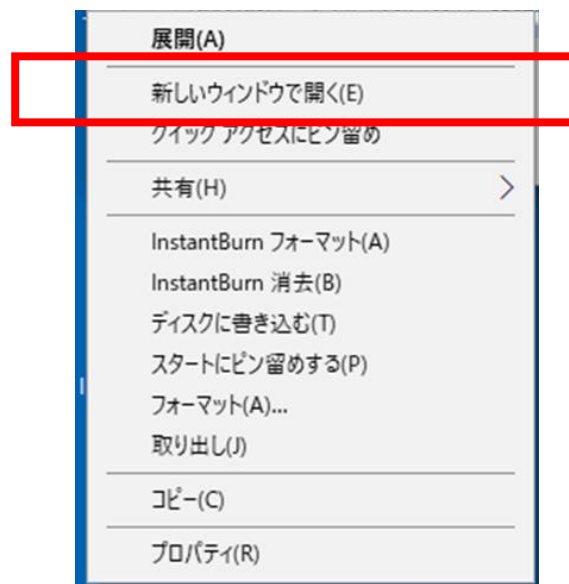 展開(A)
新しいウィンドウで開く(E)
クイック アクセスにピン留め
共有(H)
InstantBurn フォーマット(A)
InstantBurn 消去(B)
ディスクに書き込む(T)
スタートにピン留めする(P)
フォーマット(A)...
取り出し(J)
コピー(C)
プロパティ(R)